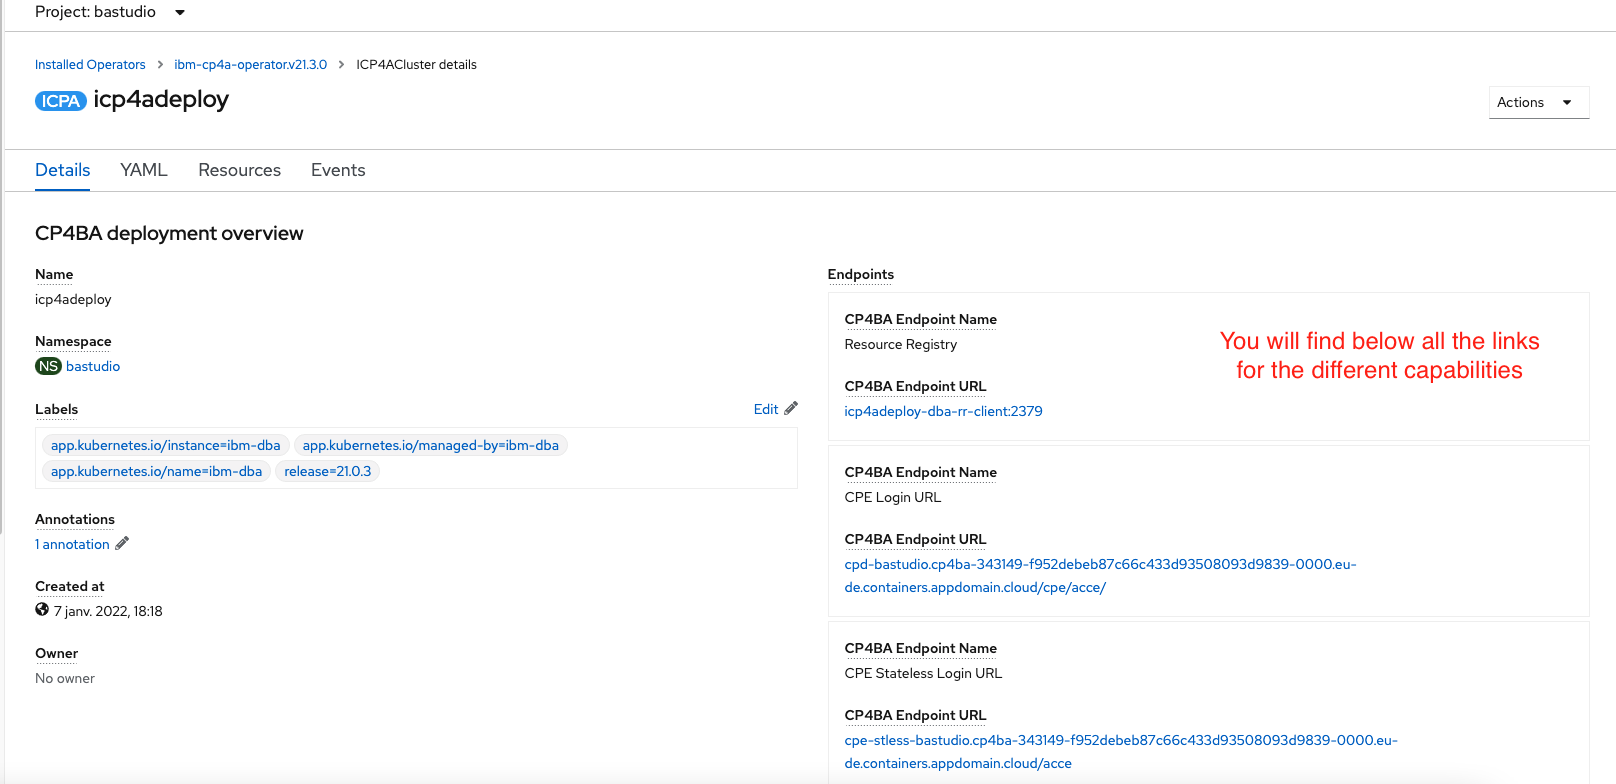 Project: bastudio
Installed Operators > ibm-cp4a-operator.v21.3.0 > ICP4ACluster details
ICPA icp4adeploy
Actions
Details YAML Resources Events
CP4BA deployment overview
Name
icp4adeploy
Namespace
NS bastudio
Labels
Edit
app.kubernetes.io/instance=ibm-dba app.kubernetes.io/managed-by=ibm-dba
app.kubernetes.io/name=ibm-dba release=21.0.3
Annotations
1 annotation
Created at
7 janv. 2022, 18:18
Owner
No owner
Endpoints
CP4BA Endpoint Name
Resource Registry
CP4BA Endpoint URL
icp4adeploy-dba-rr-client:2379
You will find below all the links
for the different capabilities
CP4BA Endpoint Name
CPE Login URL
CP4BA Endpoint URL
cpd-bastudio.cp4ba-343149-f952debeb87c66c433d93508093d9839-0000.eu-
de.containers.appdomain.cloud/cpe/acce/
CP4BA Endpoint Name
CPE Stateless Login URL
CP4BA Endpoint URL
cpe-stless-bastudio.cp4ba-343149-f952debeb87c66c433d93508093d9839-0000.eu-
de.containers.appdomain.cloud/acce